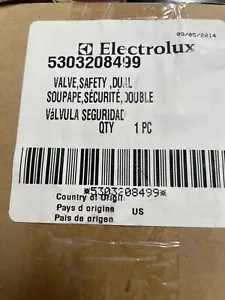 09/05/2014
Electrolux
5303208499
VALVE,SAFETY ,DUAL
SOUPAPE,SÉCURITÉ,DOUBLE
VáLVULA SEGURIDAD
QTY 1 PC
*5303208499*
Country of Origin
Pays d origine US
Pais de origen